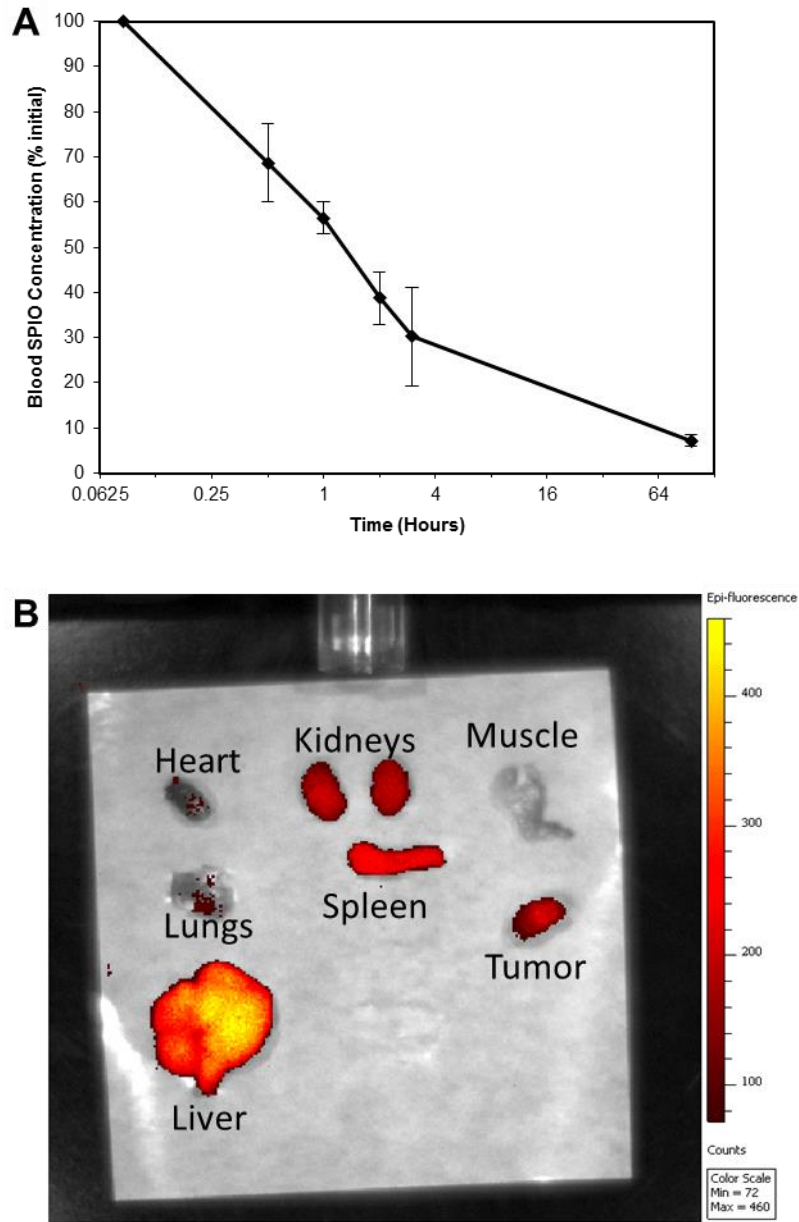 A
Blood SPIO Concentration (% initial)
100
90
80
70
60
50
40
30
20
10
0
0.0625 0.25 1 4 16 64
Time (Hours)
B
Epi-fluorescence
Heart
Kidneys
Muscle
Lungs
Spleen
Tumor
Liver
400
300
200
100
Counts
Color Scale
Min = 72
Max = 460